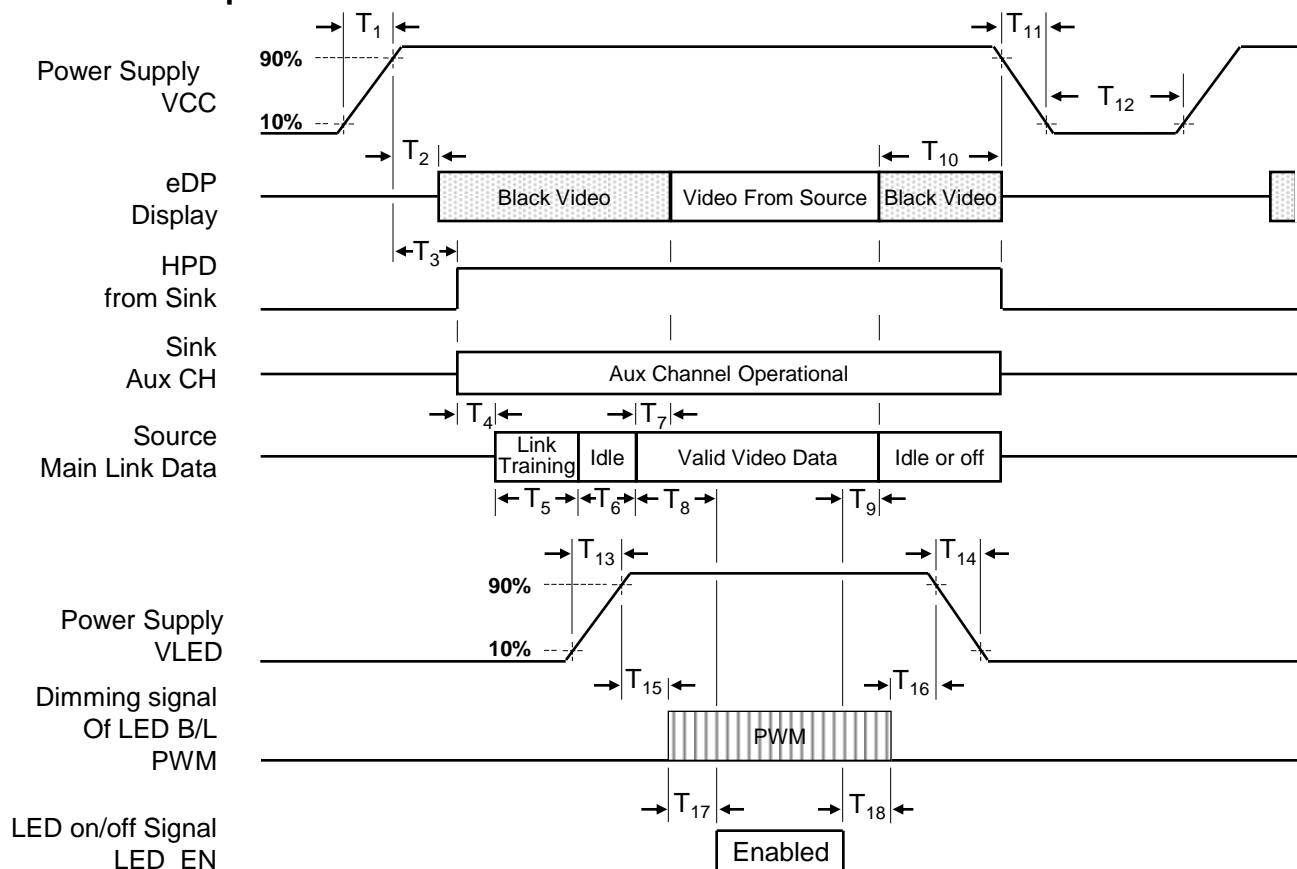 T1
T11
90%
Power Supply
VCC
T12
10%
T2
T10
eDP
Display
Black Video
Video From Source
Black Video
T3
HPD
from Sink
Sink
Aux CH
Aux Channel Operational
T4
T7
Source
Main Link Data
Link
Training
Idle
Valid Video Data
Idle or off
T5
T6
T8
T9
T13
T14
90%
Power Supply
VLED
10%
T15
T16
Dimming signal
Of LED B/L
PWM
PWM
T17
T18
LED on/off Signal
LED_EN
Enabled